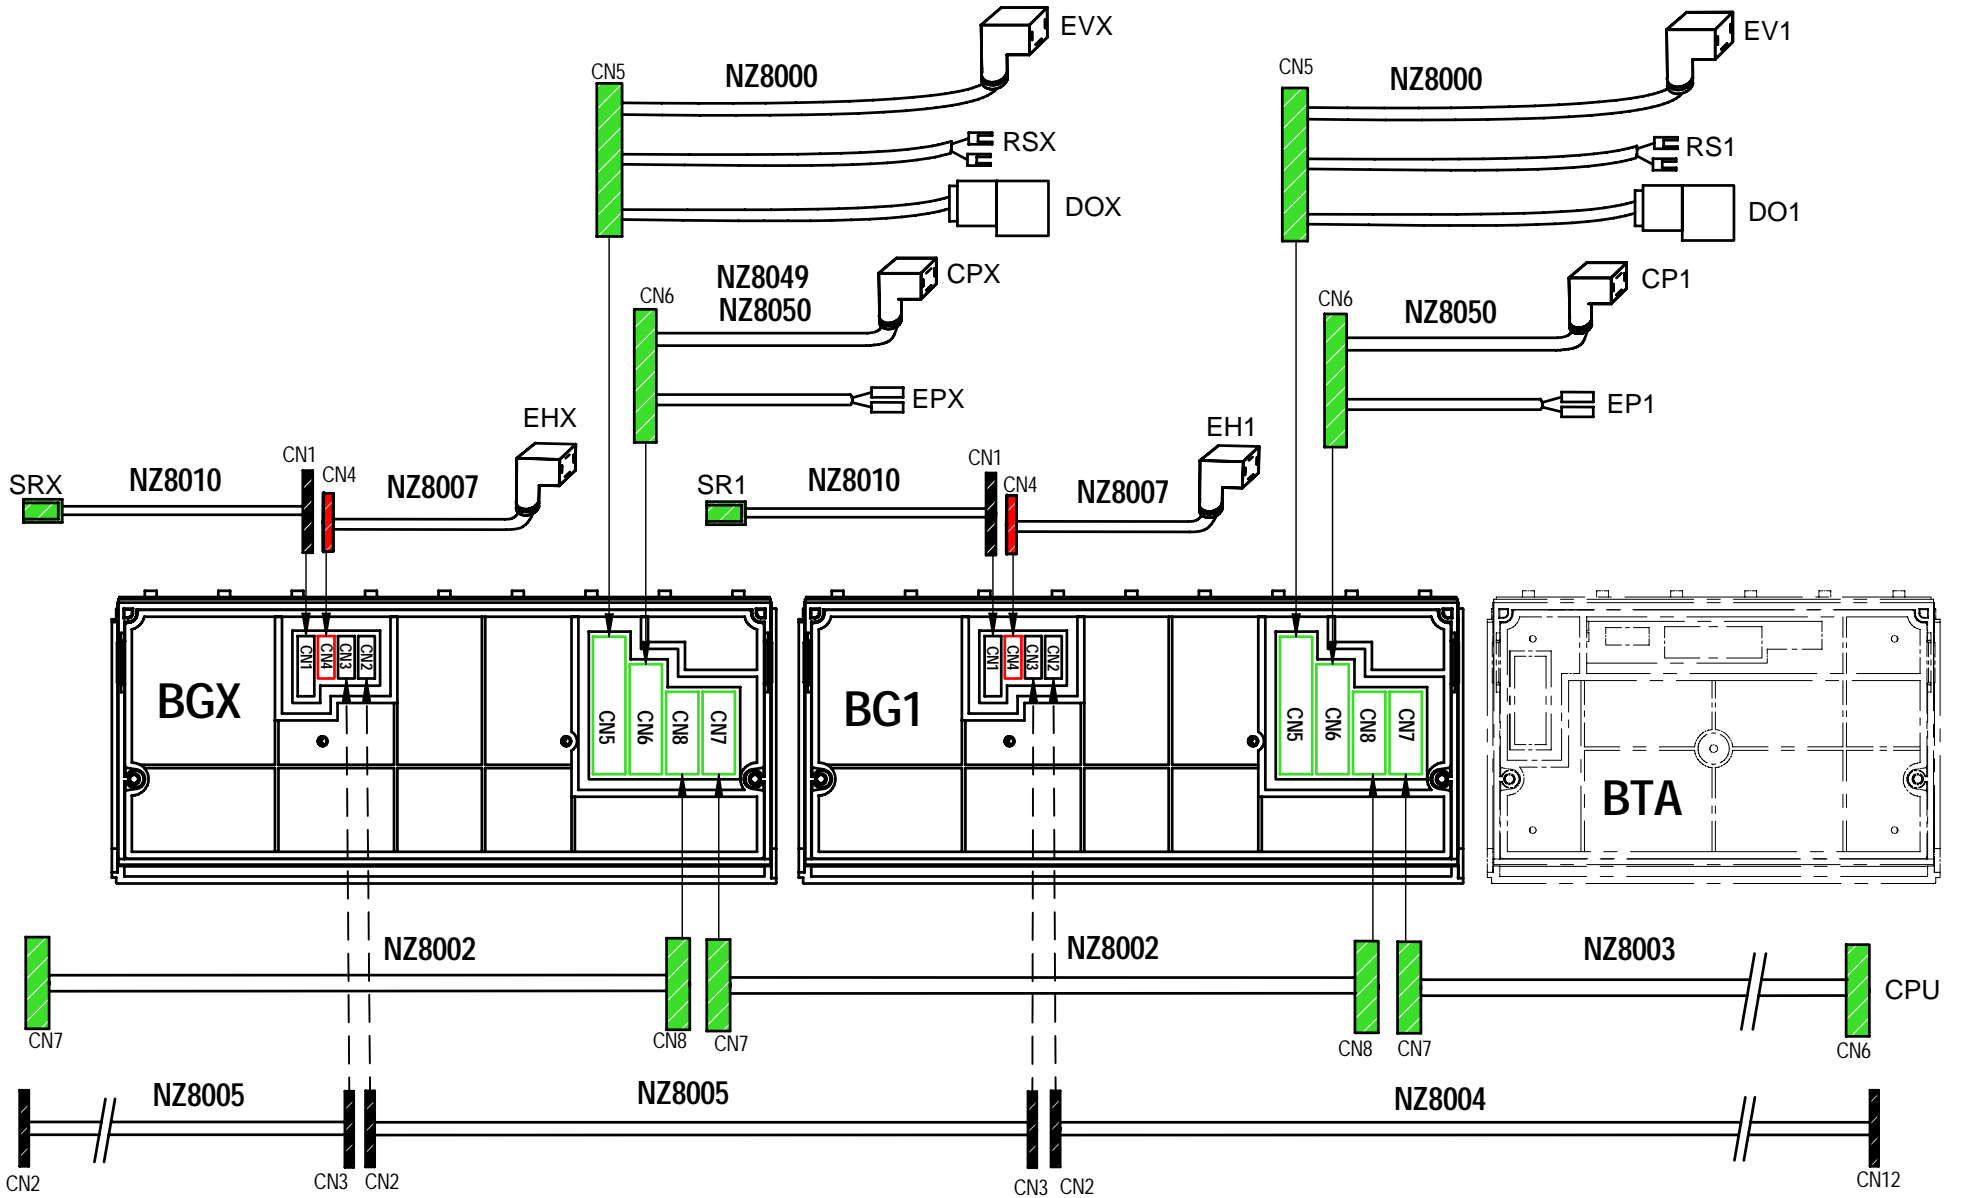 EVX
EV1
CN5
NZ8000
CN5
NZ8000
RSX
RS1
DOX
DO1
NZ8049
CPX
CP1
CN6
NZ8050
CN6
NZ8050
EPX
EP1
EHX
EH1
CN1
CN4
CN1
CN4
SRX
NZ8010
NZ8007
SR1
NZ8010
NZ8007
BGX
CN1
CN4
CN3
CN2
CN5
CN6
CN8
CN7
BG1
CN1
CN4
CN3
CN2
CN5
CN6
CN8
CN7
BTA
NZ8002
NZ8002
NZ8003
CPU
CN7
CN8
CN7
CN8
CN7
CN6
NZ8005
NZ8005
NZ8004
CN2
CN3
CN2
CN3
CN2
CN12